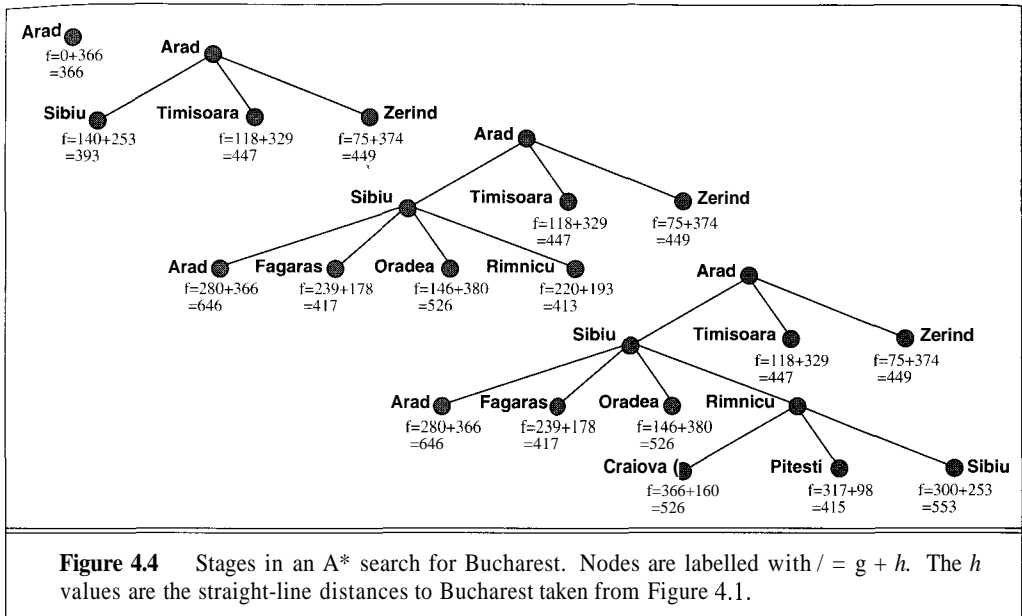 Arad
f=0+366
=366
Arad
Sibiu
f=140+253
=393
Timisoara
f=118+329
=447
Zerind
f=75+374
=449
Arad
Sibiu
Timisoara
f=118+329
=447
Zerind
f=75+374
=449
Arad
f=280+366
=646
Fagaras
f=239+178
=417
Oradea
f=146+380
=526
Rimnicu
f=220+193
=413
Arad
Sibiu
Timisoara
f=118+329
=447
Zerind
f=75+374
=449
Arad
f=280+366
=646
Fagaras
f=239+178
=417
Oradea
f=146+380
=526
Rimnicu
Craiova (
f=366+160
=526
Pitesti
f=317+98
=415
Sibiu
f=300+253
=553
Figure 4.4 Stages in an A* search for Bucharest. Nodes are labelled with / = g + h. The h
values are the straight-line distances to Bucharest taken from Figure 4.1.